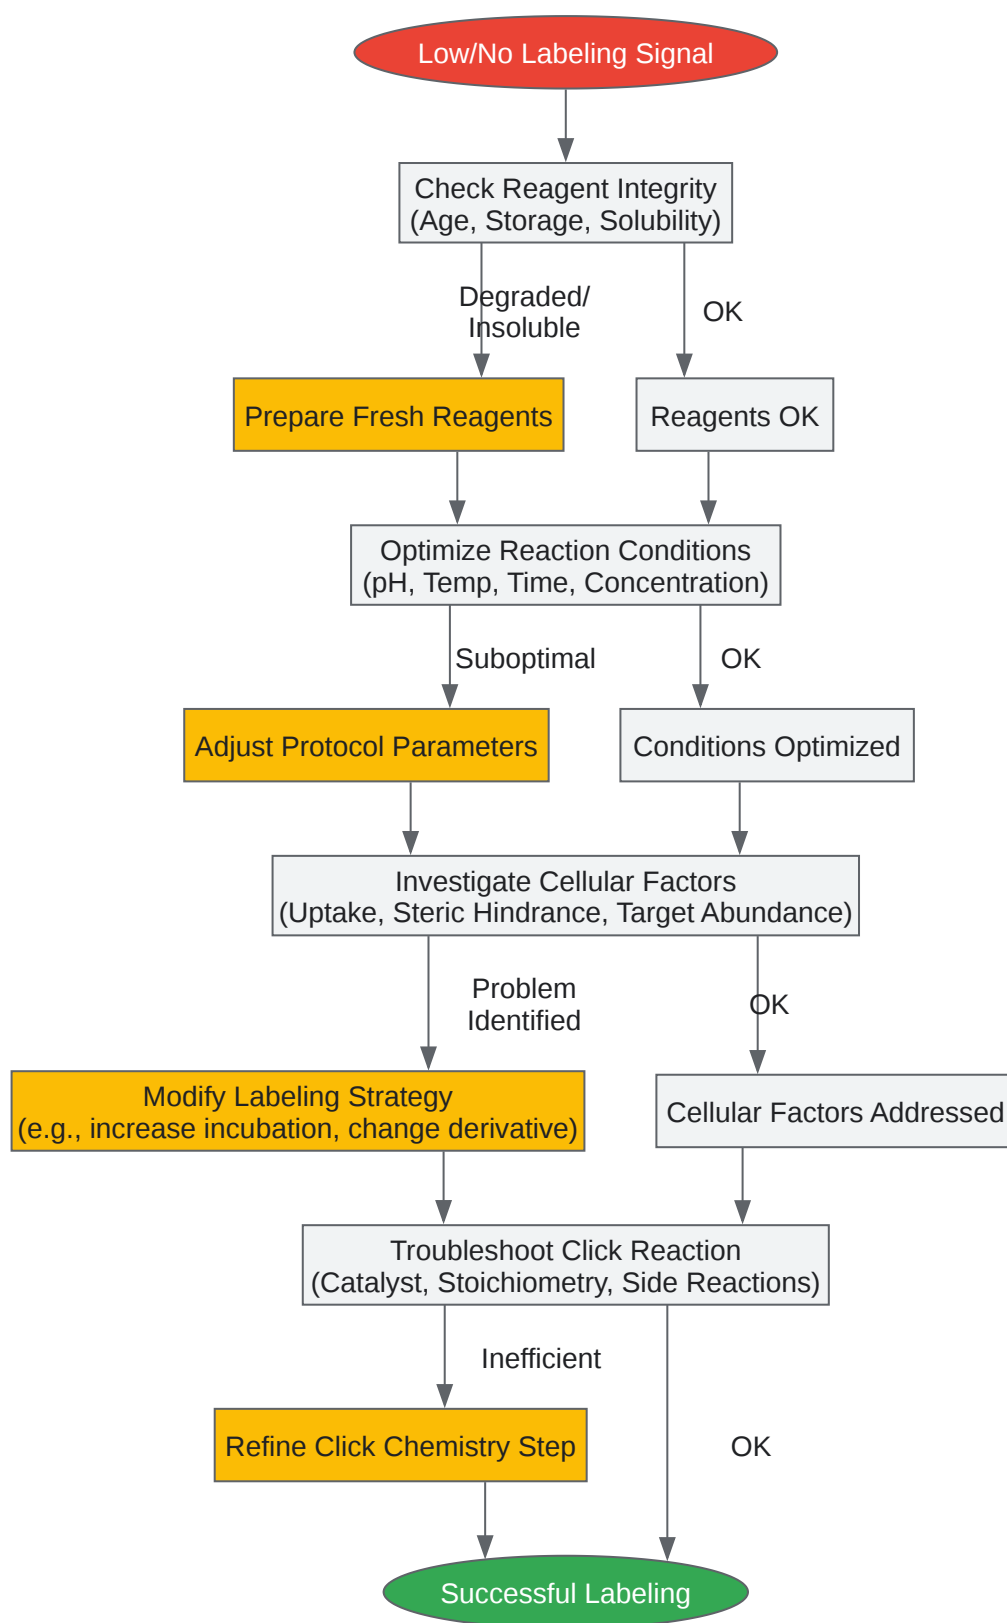 Low/No Labeling Signal
Check Reagent Integrity
(Age, Storage, Solubility)
Degraded/
Insoluble
OK
Prepare Fresh Reagents
Reagents OK
Optimize Reaction Conditions
(pH, Temp, Time, Concentration)
Suboptimal
OK
Adjust Protocol Parameters
Conditions Optimized
Investigate Cellular Factors
(Uptake, Steric Hindrance, Target Abundance)
Problem
Identified
OK
Modify Labeling Strategy
(e.g., increase incubation, change derivative)
Cellular Factors Addressed
Troubleshoot Click Reaction
(Catalyst, Stoichiometry, Side Reactions)
Inefficient
Refine Click Chemistry Step
OK
Successful Labeling